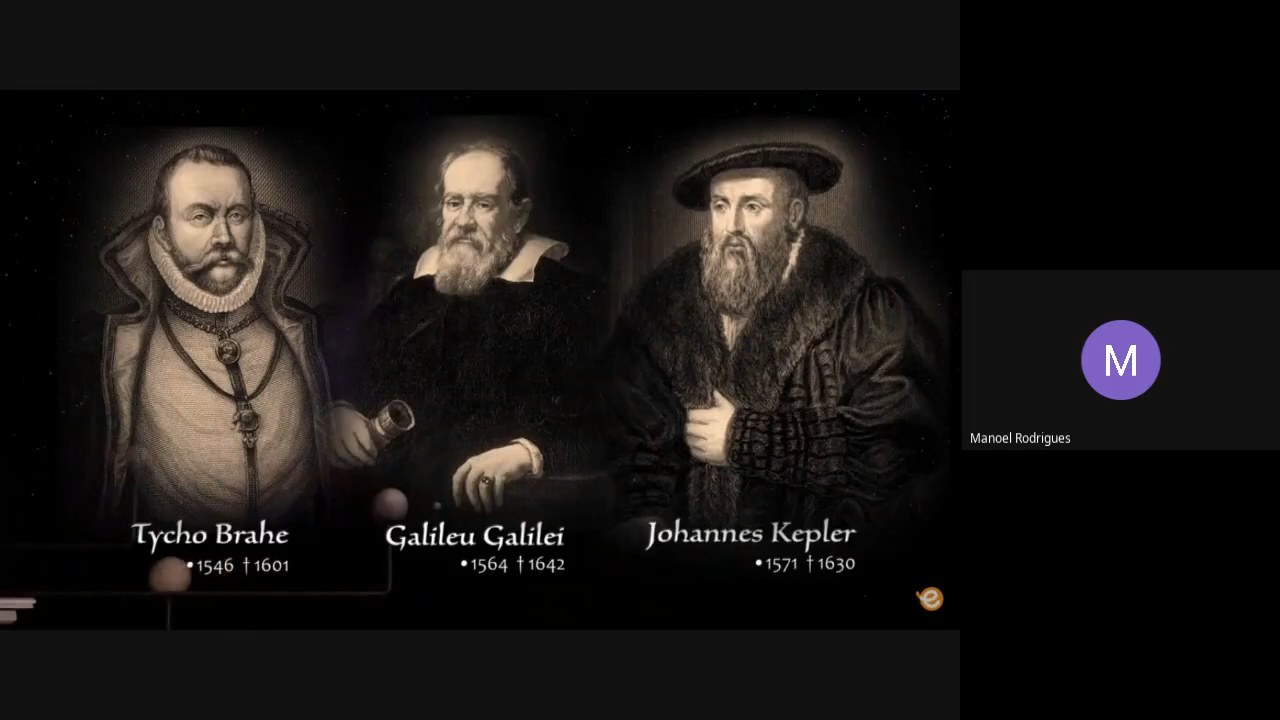 Tycho Brahe
•1546 †1601
Galileu Galilei
•1564 †1642
Johannes Kepler
•1571 †1630
e
M
Manoel Rodrigues